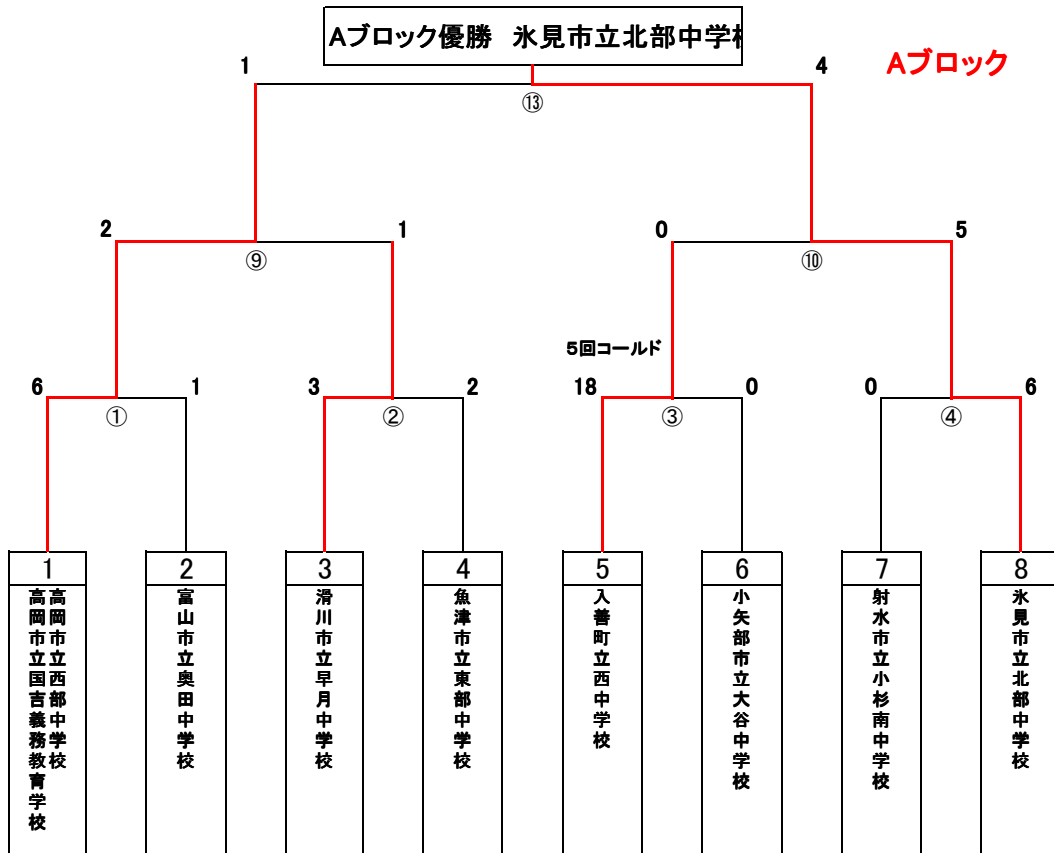 Aブロック優勝　氷見市立北部中学校
Aブロック
1
4
⑬
2
1
0
5
⑨
⑩
5回コールド
6
1
3
2
18
0
0
6
①
②
③
④
1
2
3
4
5
6
7
8
高岡市立西部中学校
高岡市立国吉義務教育学校
富山市立奥田中学校
滑川市立早月中学校
魚津市立東部中学校
入善町立西中学校
小矢部市立大谷中学校
射水市立小杉南中学校
氷見市立北部中学校